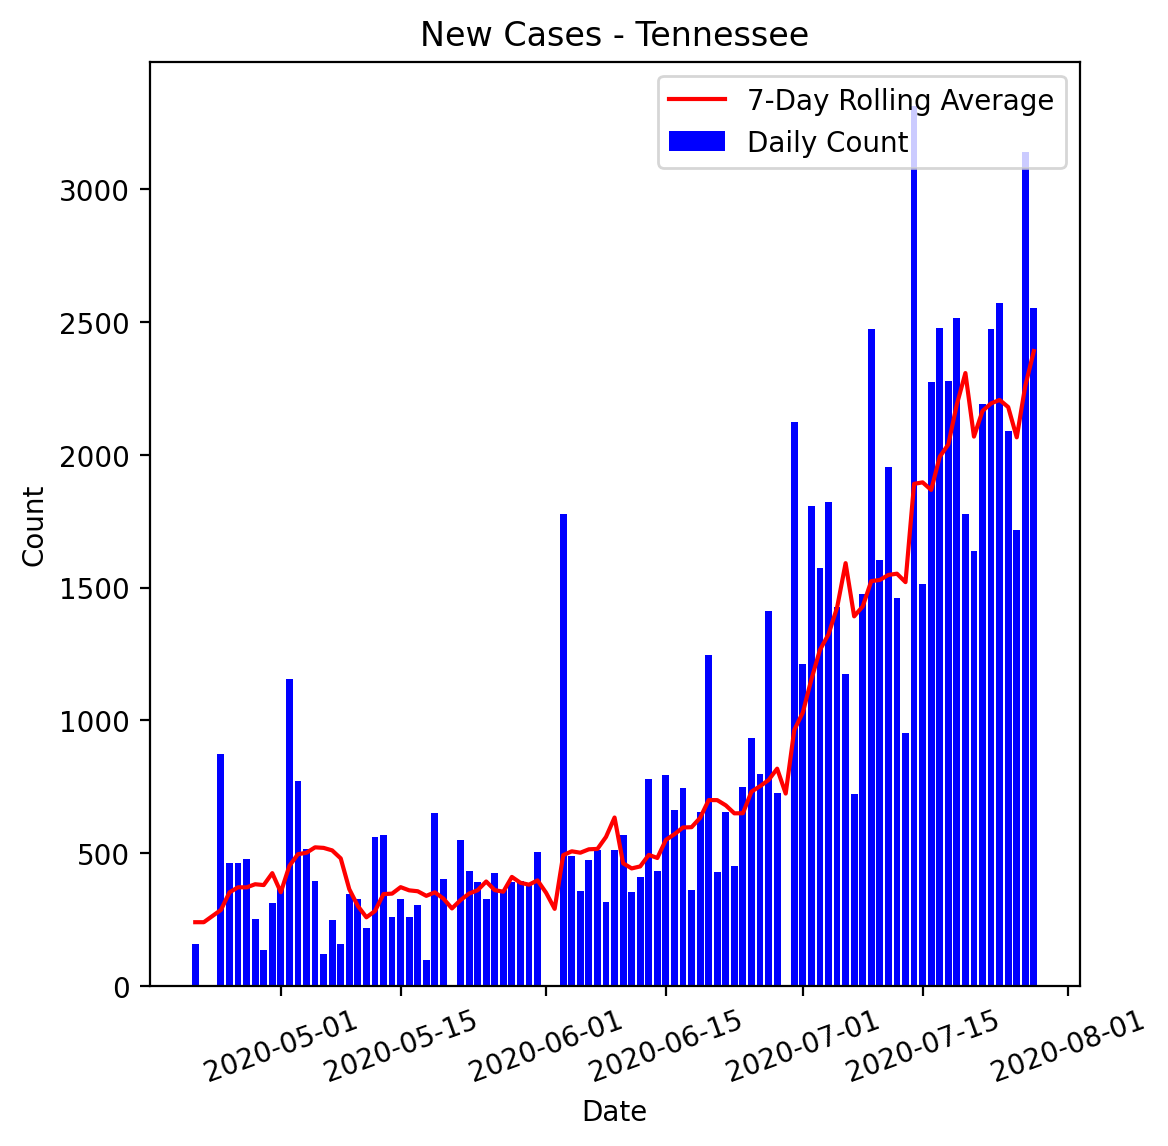 New Cases - Tennessee
7-Day Rolling Average
Daily Count
3000
2500
2000
1500
1000
500
0
Count
2020-05-01
2020-05-15
2020-06-01
2020-06-15
2020-07-01
2020-07-15
2020-08-01
Date